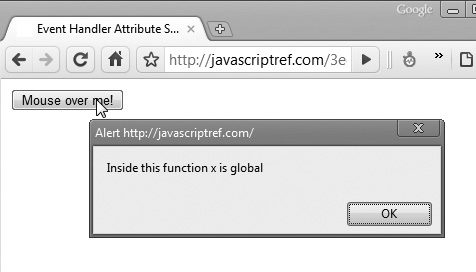 Google
Event Handler Attribute S...
http://javascriptref.com/3e
Mouse over me!
Alert http://javascriptref.com/
Inside this function x is global
OK